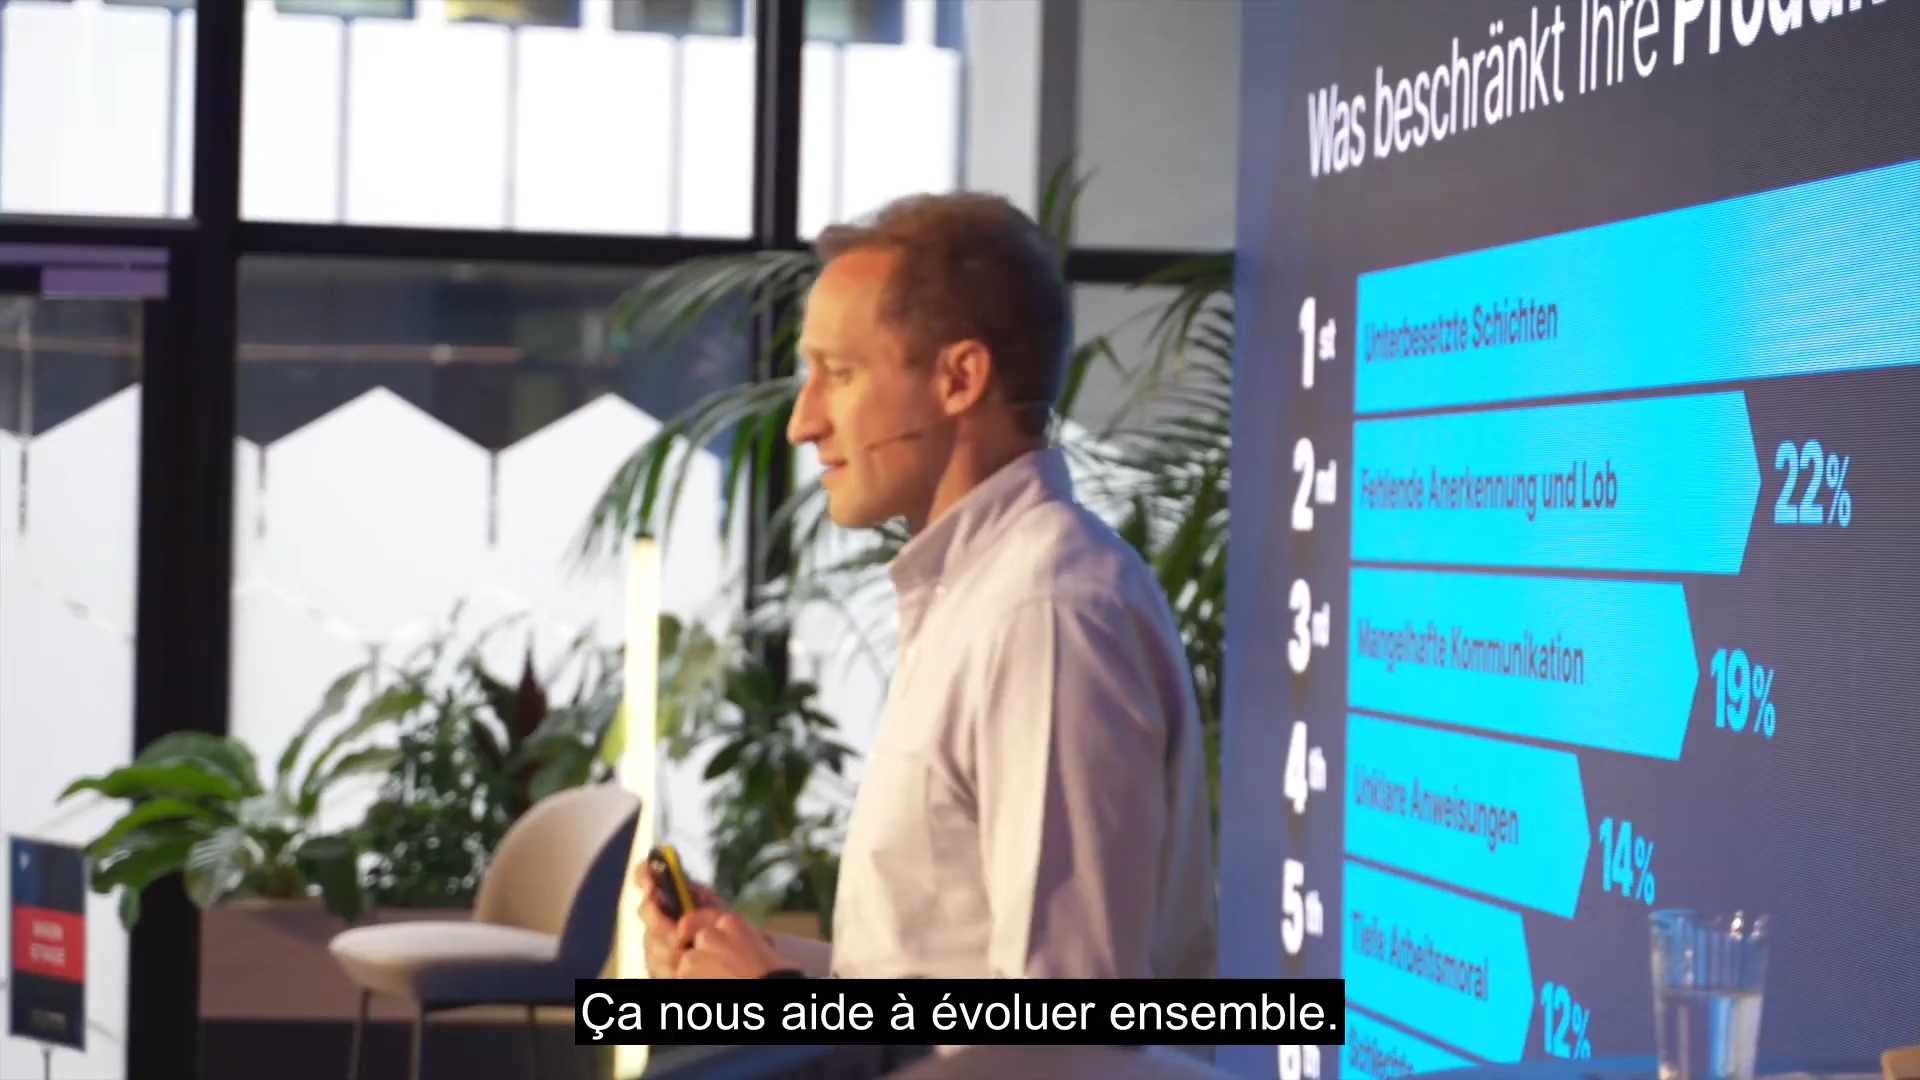 Was beschränkt Ihre
1st Unterbesetzte Schichten
2nd Fehlende Anerkennung und Lob 22%
3rd Mangelhafte Kommunikation 19%
4th Unklare Anweisungen 14%
5th Tiefe Arbeitsmoral 12%
6th
Ça nous aide à évoluer ensemble.